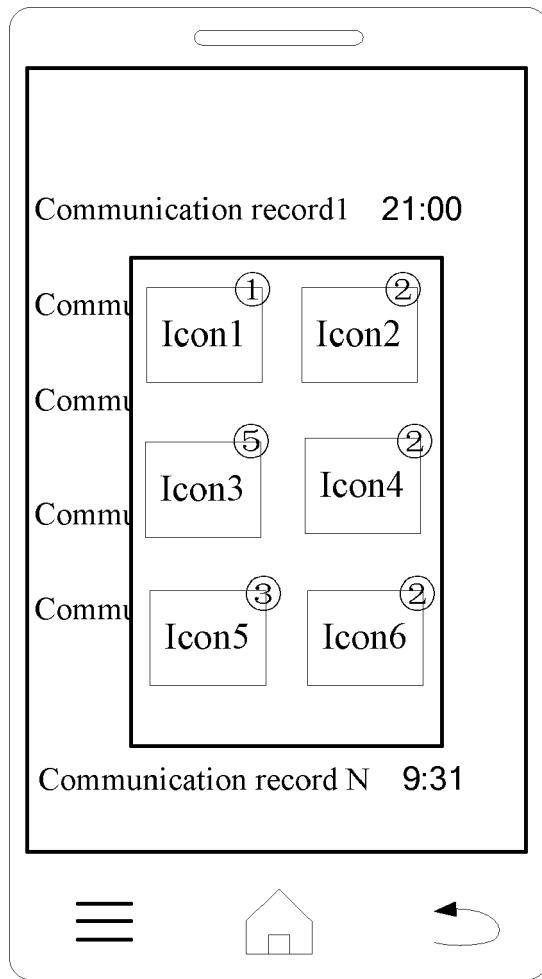 Communication record1 21:00
① ②
Commu Icon1 Icon2
Commu
⑤ ②
Icon3 Icon4
Commu
③ ②
Commu Icon5 Icon6
Communication record N 9:31